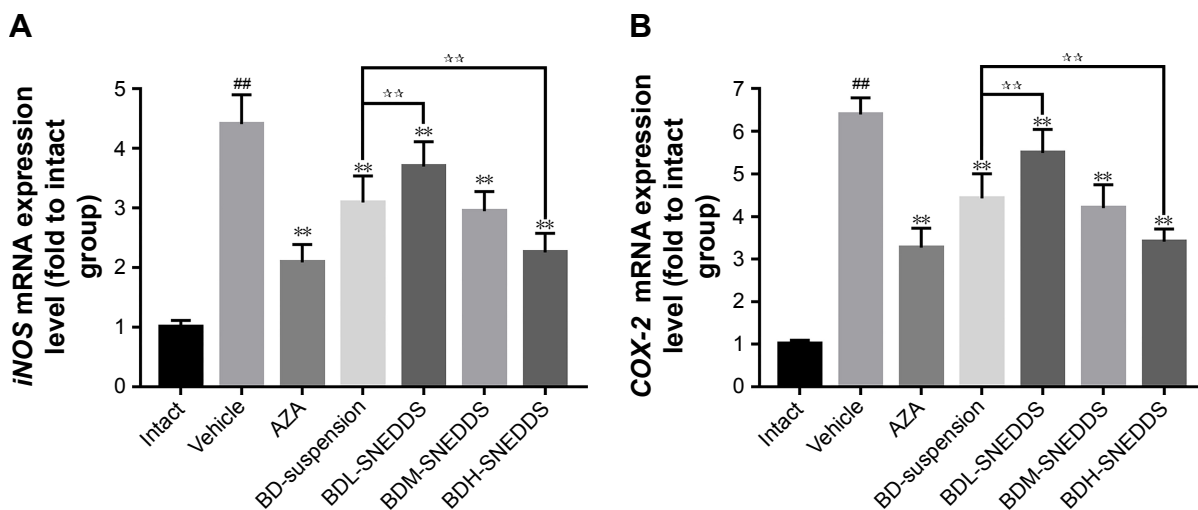 A
iNOS mRNA expression
level (fold to intact
group)
5
4
3
2
1
0
##
**
**
**
**
**
☆☆
☆☆
Intact
Vehicle
AZA
BD-suspension
BDL-SNEDDS
BDM-SNEDDS
BDH-SNEDDS
B
COX-2 mRNA expression
level (fold to intact
group)
7
6
5
4
3
2
1
0
##
**
**
**
**
**
☆☆
☆☆
Intact
Vehicle
AZA
BD-suspension
BDL-SNEDDS
BDM-SNEDDS
BDH-SNEDDS